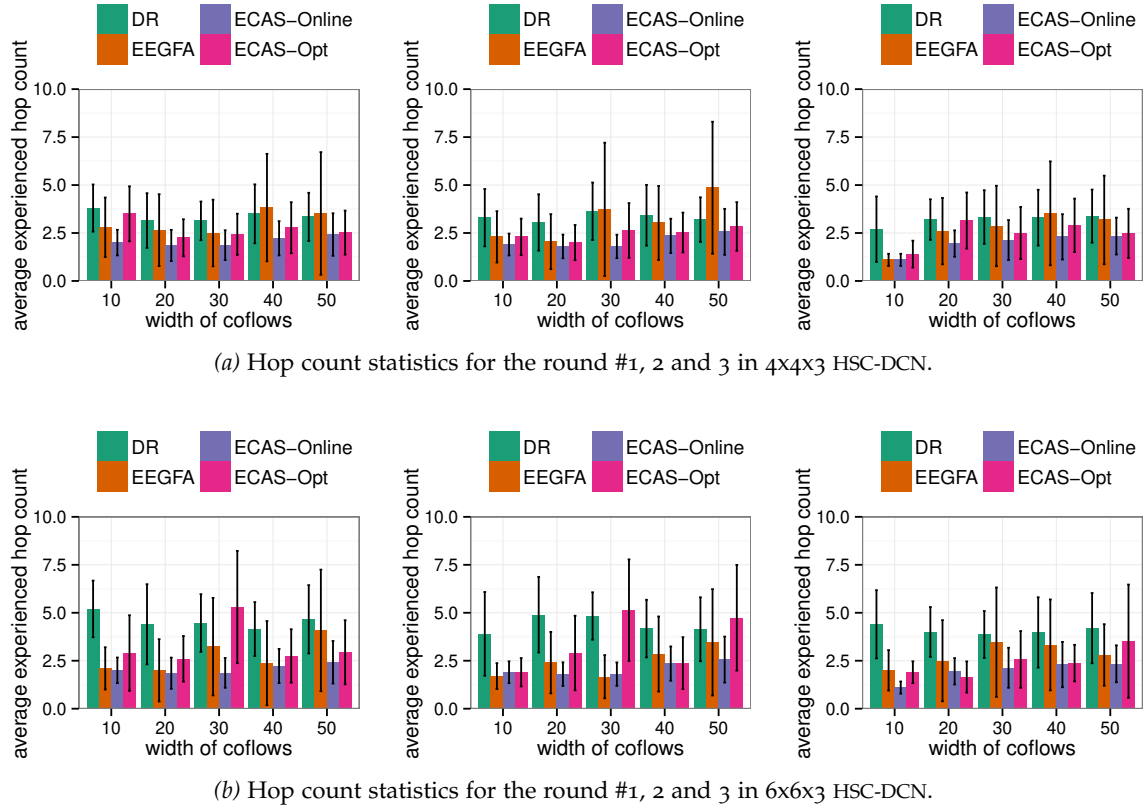 DR ECAS−Online DR ECAS−Online DR ECAS−Online
EEGFA ECAS−Opt EEGFA ECAS−Opt EEGFA ECAS−Opt
average experienced hop count average experienced hop count average experienced hop count
10.0 10.0 10.0
7.5 7.5 7.5
5.0 5.0 5.0
2.5 2.5 2.5
0.0 0.0 0.0
10 20 30 40 50 10 20 30 40 50 10 20 30 40 50
width of coflows width of coflows width of coflows
(a) Hop count statistics for the round #1, 2 and 3 in 4x4x3 HSC-DCN.
DR ECAS−Online DR ECAS−Online DR ECAS−Online
EEGFA ECAS−Opt EEGFA ECAS−Opt EEGFA ECAS−Opt
average experienced hop count average experienced hop count average experienced hop count
10.0 10.0 10.0
7.5 7.5 7.5
5.0 5.0 5.0
2.5 2.5 2.5
0.0 0.0 0.0
10 20 30 40 50 10 20 30 40 50 10 20 30 40 50
width of coflows width of coflows width of coflows
(b) Hop count statistics for the round #1, 2 and 3 in 6x6x3 HSC-DCN.